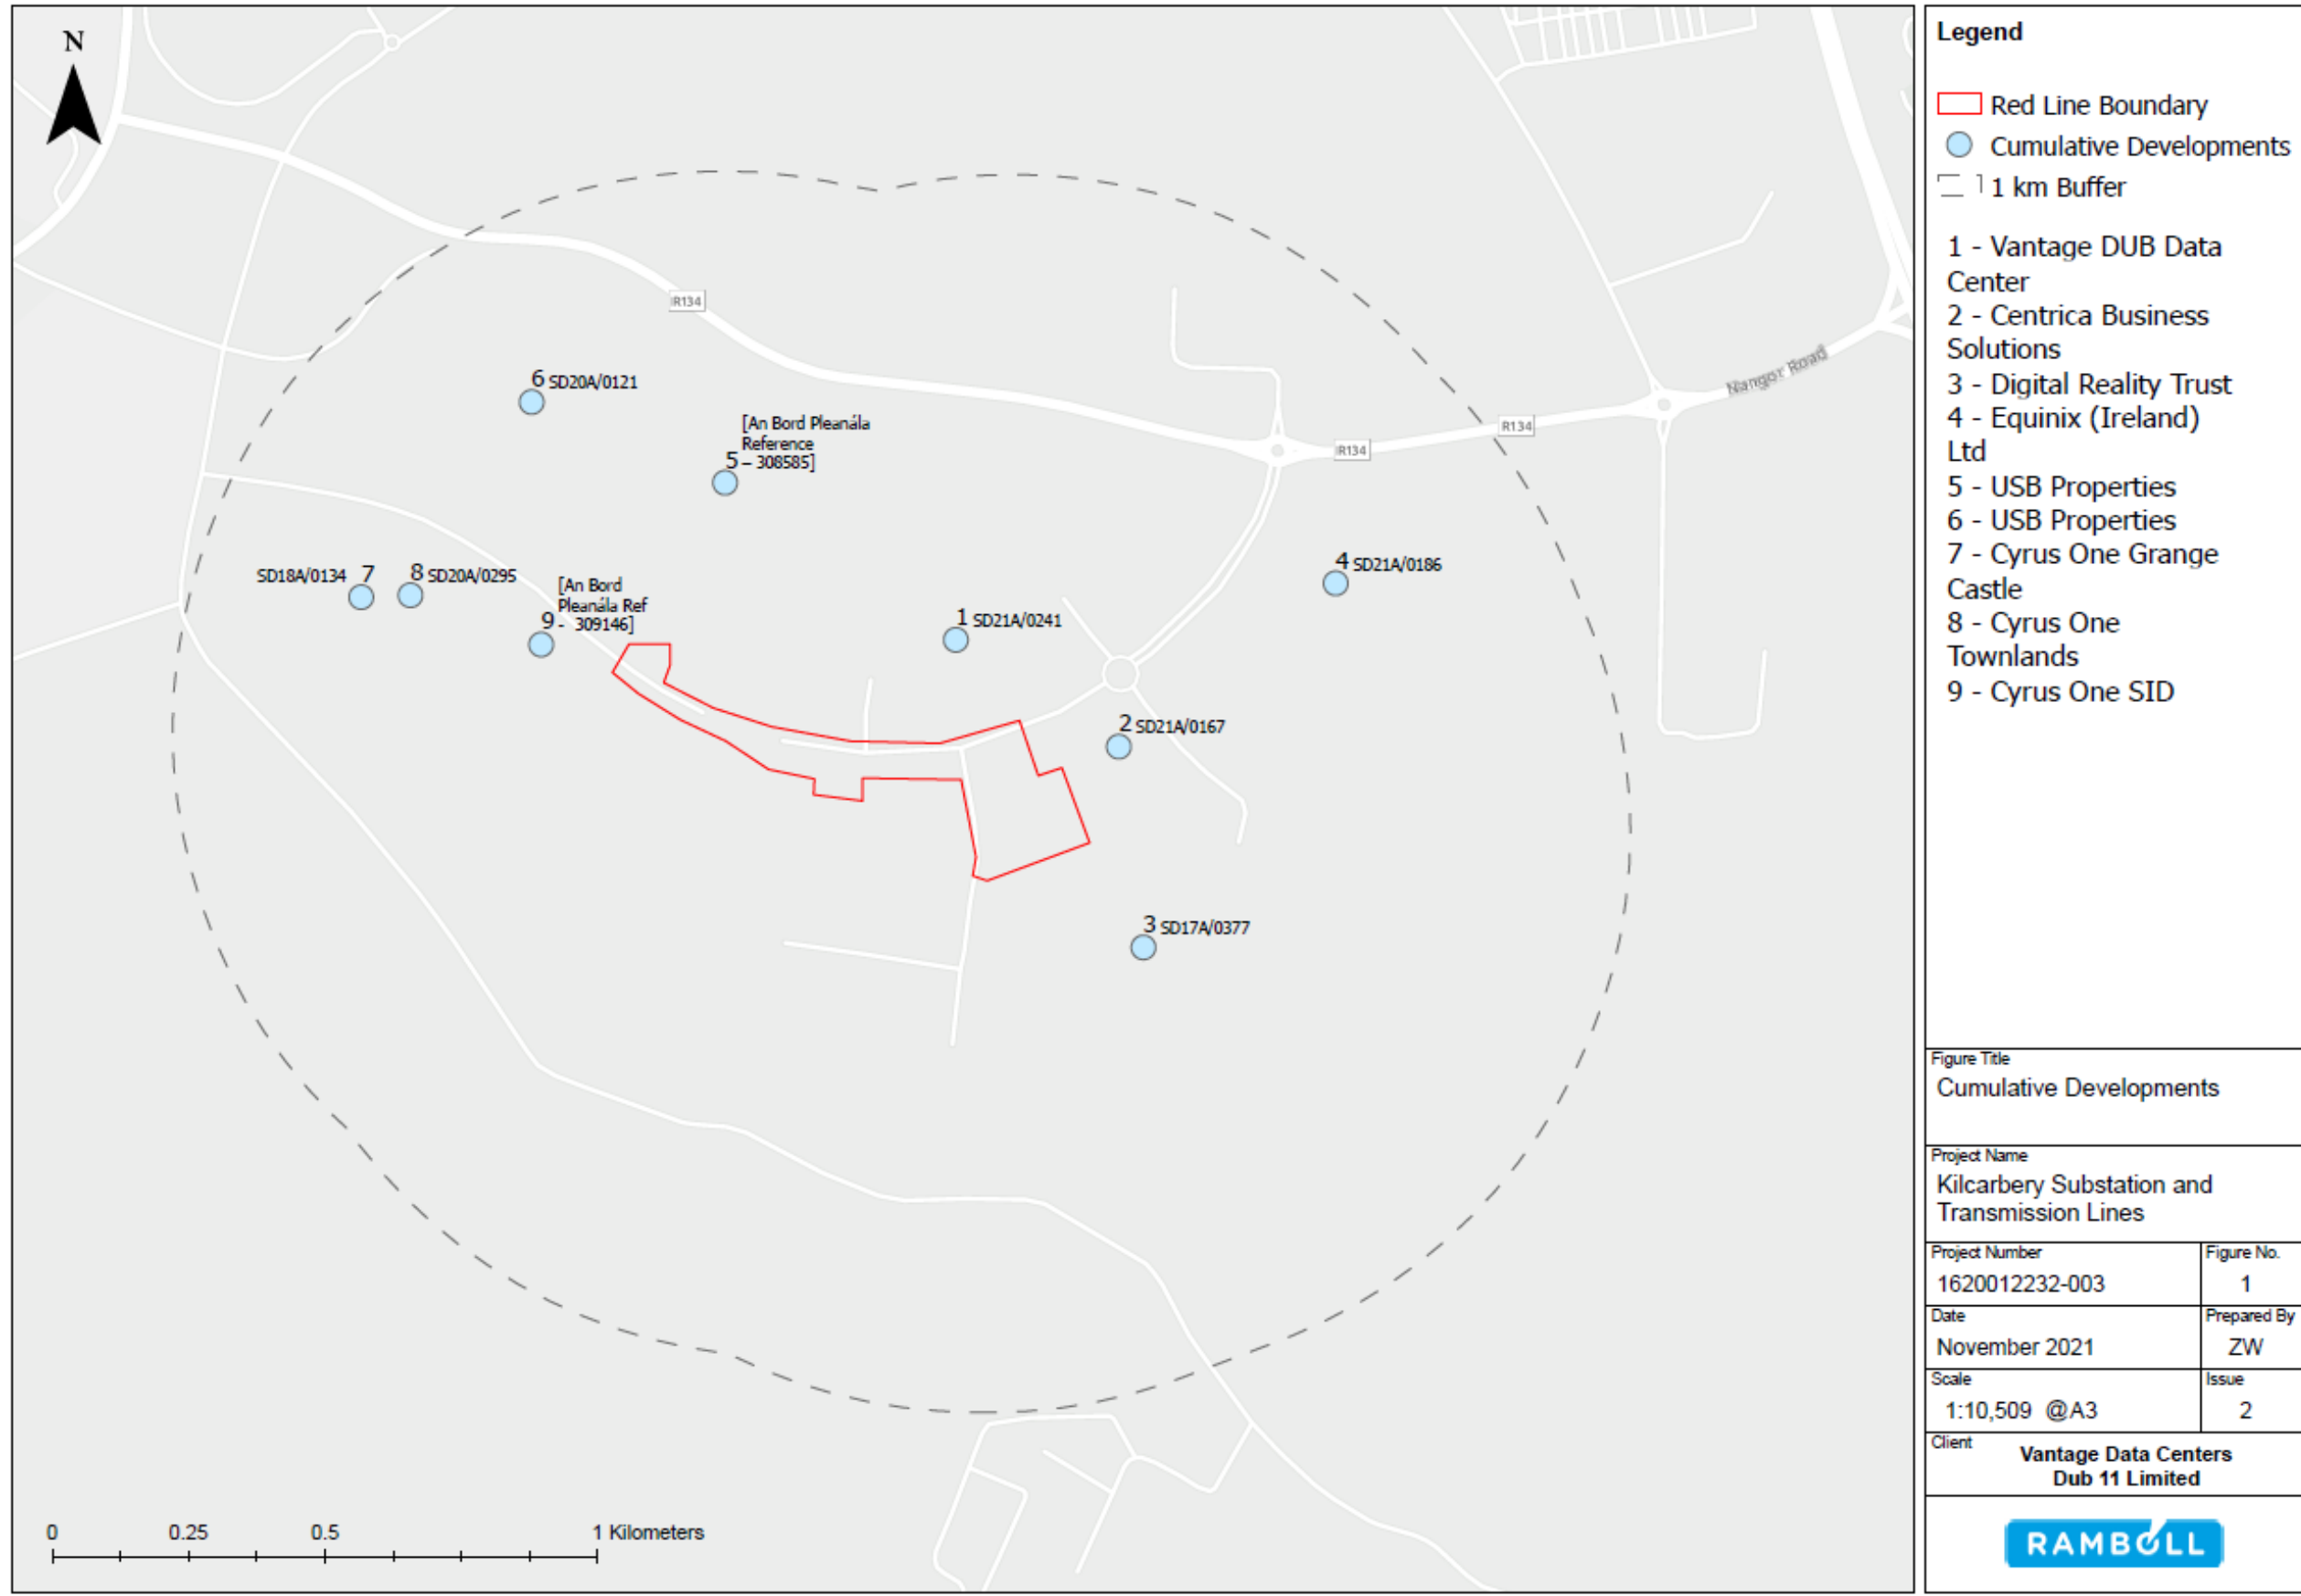 N
R134
6 SD20A/0121
[An Bord Pleanála
Reference
5 – 308585]
R134
R134
Nangor Road
SD18A/0134 7
8 SD20A/0295
[An Bord
Pleanála Ref
9 - 309146]
4 SD21A/0186
1 SD21A/0241
2 SD21A/0167
3 SD17A/0377
0 0.25 0.5 1 Kilometers
Legend
Red Line Boundary
Cumulative Developments
1 km Buffer
1 - Vantage DUB Data
Center
2 - Centrica Business
Solutions
3 - Digital Reality Trust
4 - Equinix (Ireland)
Ltd
5 - USB Properties
6 - USB Properties
7 - Cyrus One Grange
Castle
8 - Cyrus One
Townlands
9 - Cyrus One SID
Figure Title
Cumulative Developments
Project Name
Kilcarbery Substation and
Transmission Lines
Project Number
1620012232-003
Figure No.
1
Date
November 2021
Prepared By
ZW
Scale
1:10,509 @A3
Issue
2
Client
Vantage Data Centers
Dub 11 Limited
RAMBOLL